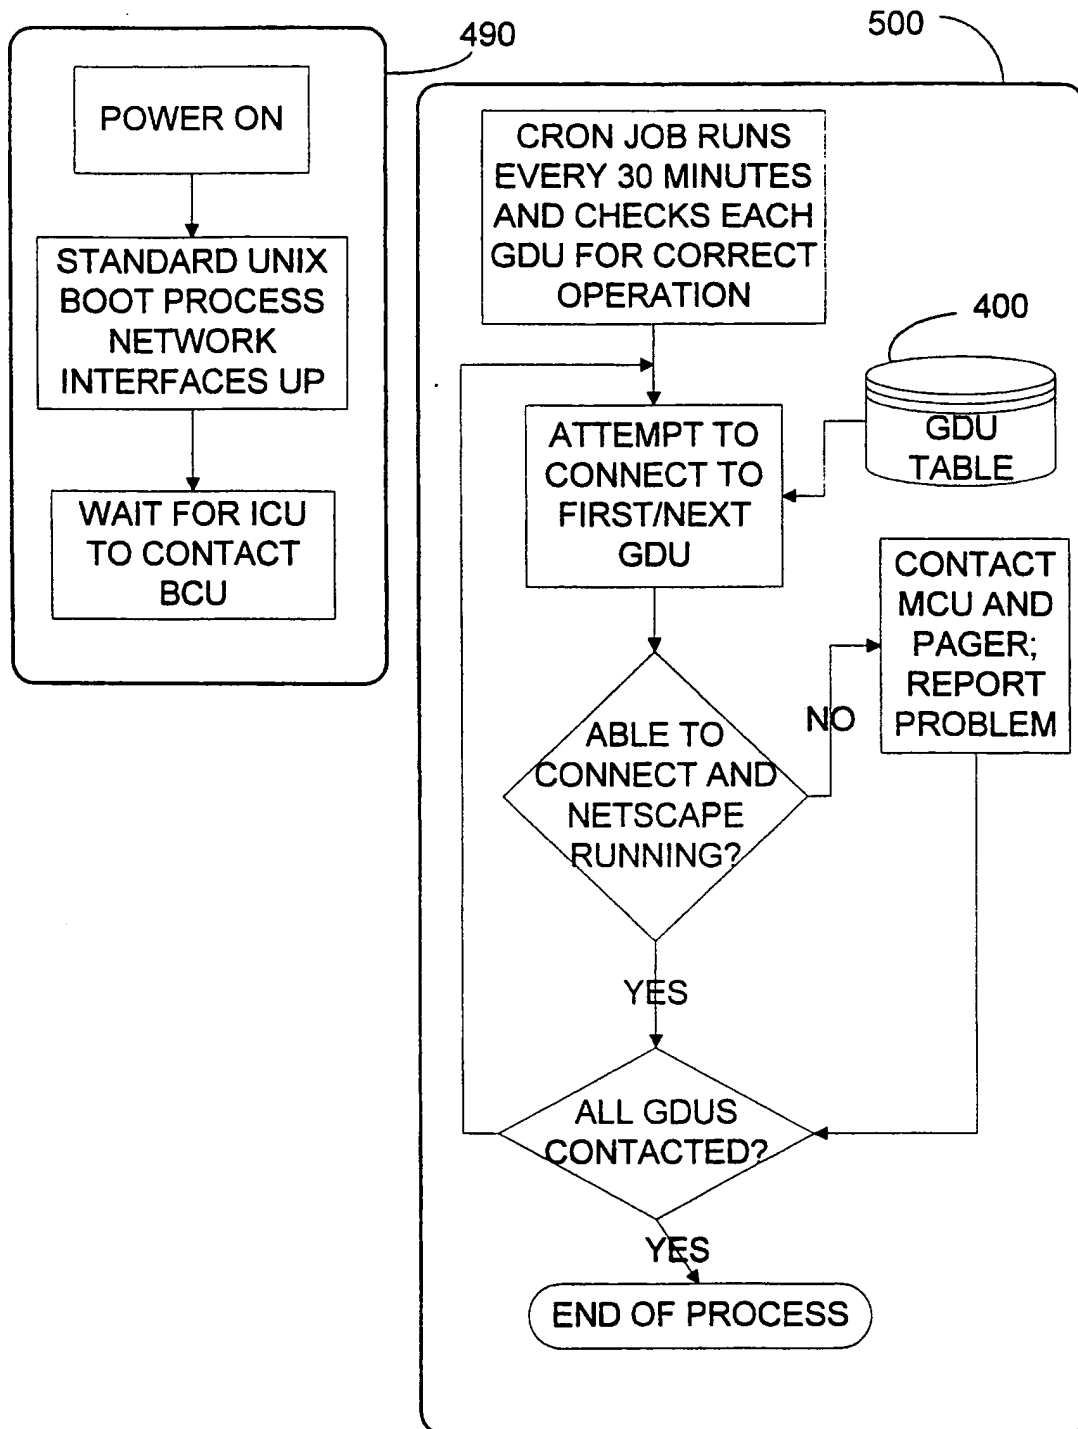 490
POWER ON
STANDARD UNIX
BOOT PROCESS
NETWORK
INTERFACES UP
WAIT FOR ICU
TO CONTACT
BCU
500
CRON JOB RUNS
EVERY 30 MINUTES
AND CHECKS EACH
GDU FOR CORRECT
OPERATION
400
GDU
TABLE
ATTEMPT TO
CONNECT TO
FIRST/NEXT
GDU
CONTACT
MCU AND
PAGER;
REPORT
PROBLEM
NO
ABLE TO
CONNECT AND
NETSCAPE
RUNNING?
YES
ALL GDUS
CONTACTED?
YES
END OF PROCESS